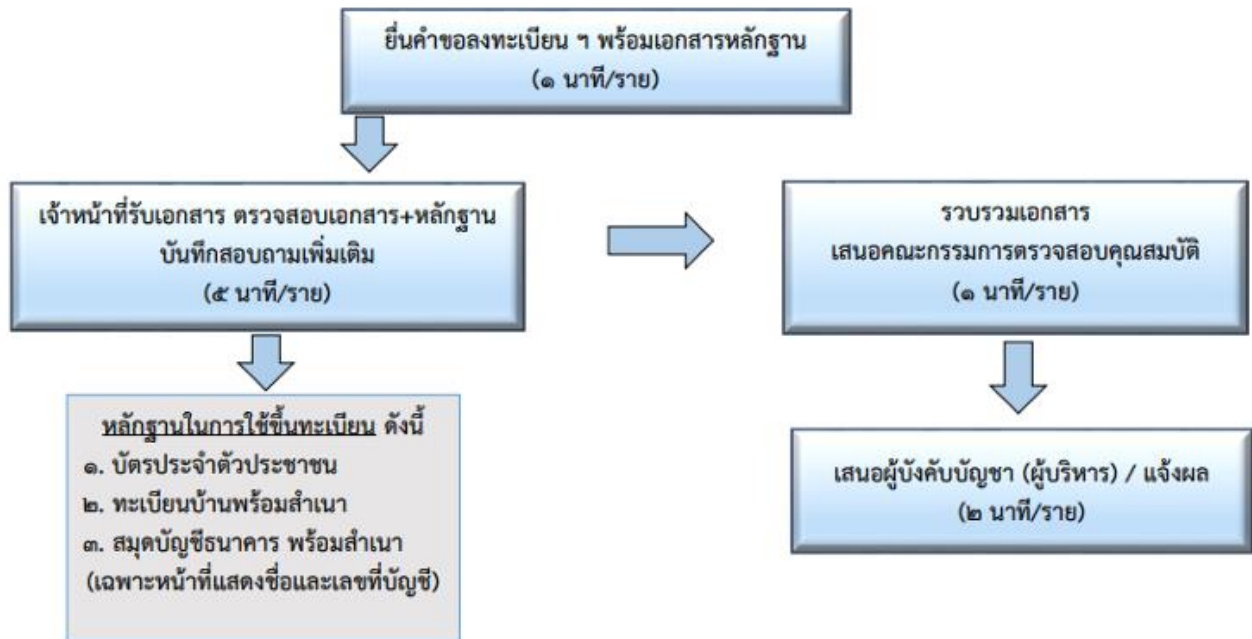 ยื่นคำขอลงทะเบียน ฯ พร้อมเอกสารหลักฐาน
(๑ นาที/ราย)
เจ้าหน้าที่รับเอกสาร ตรวจสอบเอกสาร+หลักฐาน
บันทึกสอบถามเพิ่มเติม
(๕ นาที/ราย)
รวบรวมเอกสาร
เสนอคณะกรรมการตรวจสอบคุณสมบัติ
(๑ นาที/ราย)
หลักฐานในการใช้ขึ้นทะเบียน ดังนี้
๑. บัตรประจำตัวประชาชน
๒. ทะเบียนบ้านพร้อมสำเนา
๓. สมุดบัญชีธนาคาร พร้อมสำเนา
(เฉพาะหน้าที่แสดงชื่อและเลขที่บัญชี)
เสนอผู้บังคับบัญชา (ผู้บริหาร) / แจ้งผล
(๒ นาที/ราย)